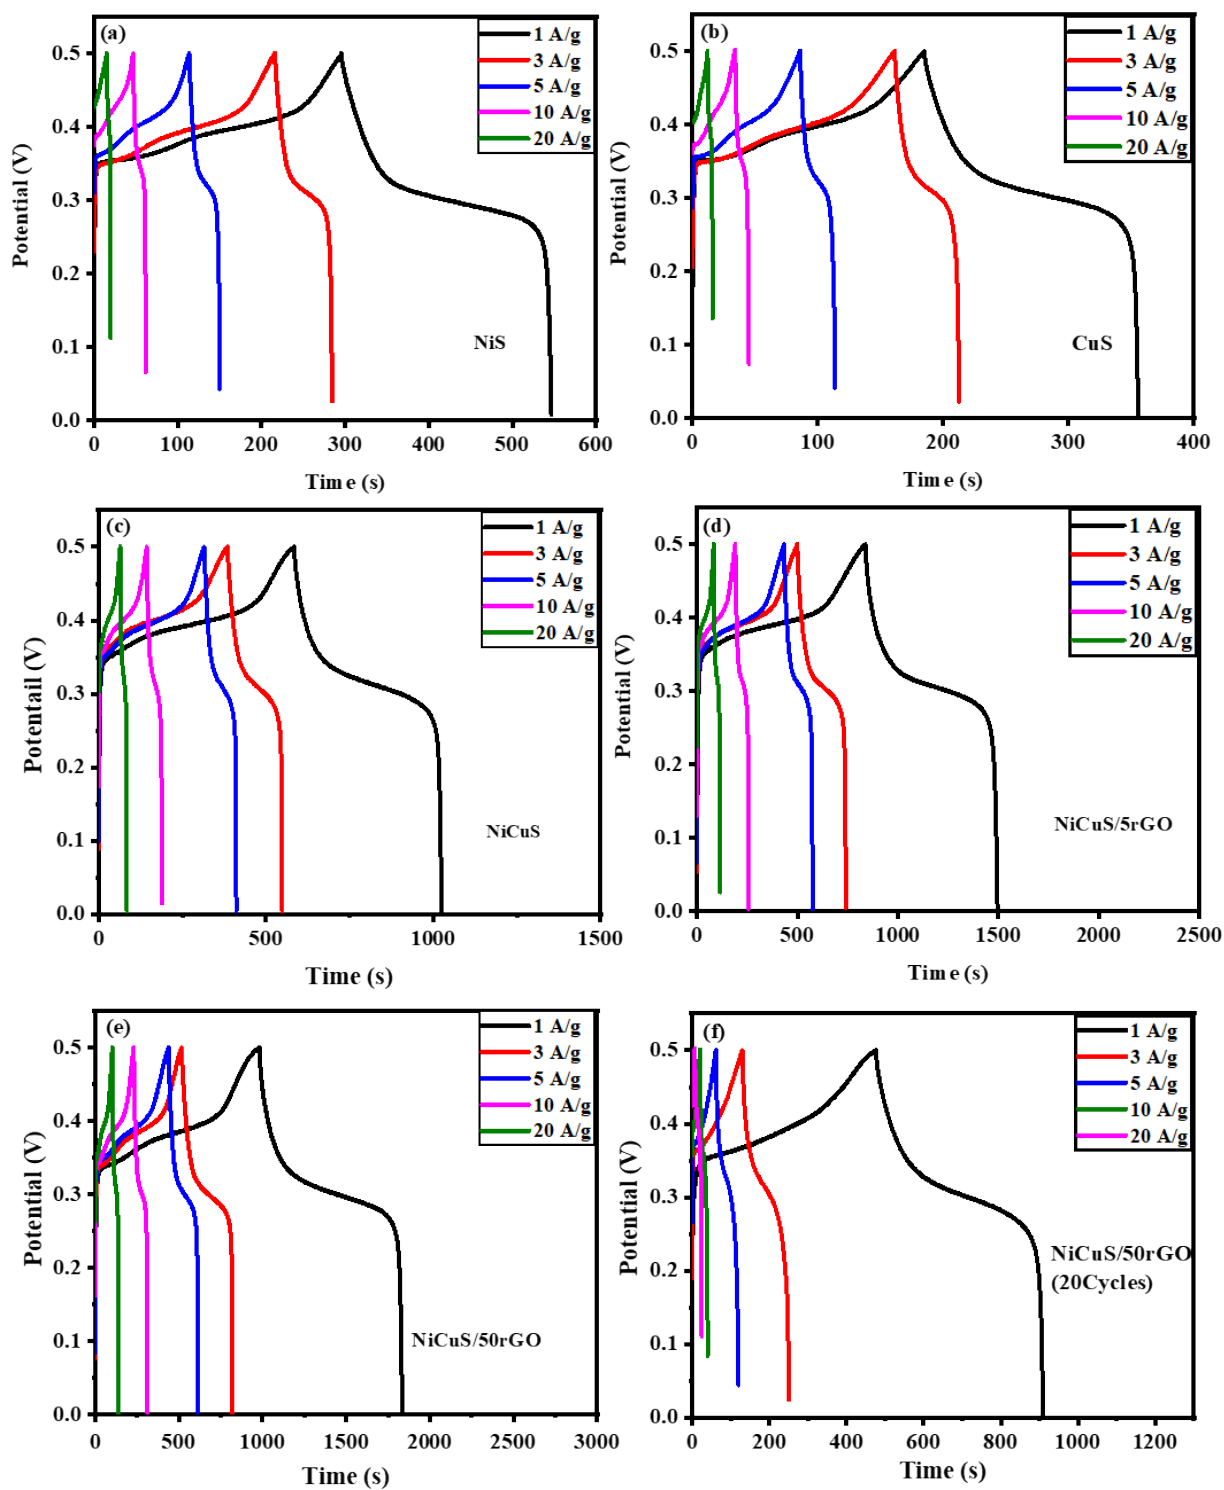 (a)
1 A/g
3 A/g
5 A/g
10 A/g
20 A/g
0.5
0.4
0.3
0.2
0.1
0.0
Potential (V)
NiS
0 100 200 300 400 500 600
Time (s)
(b)
1 A/g
3 A/g
5 A/g
10 A/g
20 A/g
0.5
0.4
0.3
0.2
0.1
0.0
Potential (V)
CuS
0 100 200 300 400
Time (s)
(c)
1 A/g
3 A/g
5 A/g
10 A/g
20 A/g
0.5
0.4
0.3
0.2
0.1
0.0
Potentail (V)
NiCuS
0 500 1000 1500
Time (s)
(d)
1 A/g
3 A/g
5 A/g
10 A/g
20 A/g
0.5
0.4
0.3
0.2
0.1
0.0
Potential (V)
NiCuS/5rGO
0 500 1000 1500 2000 2500
Time (s)
(e)
1 A/g
3 A/g
5 A/g
10 A/g
20 A/g
0.5
0.4
0.3
0.2
0.1
0.0
Potential (V)
NiCuS/50rGO
0 500 1000 1500 2000 2500 3000
Time (s)
(f)
1 A/g
3 A/g
5 A/g
10 A/g
20 A/g
0.5
0.4
0.3
0.2
0.1
0.0
Potential (V)
NiCuS/50rGO
(20Cycles)
0 200 400 600 800 1000 1200
Time (s)